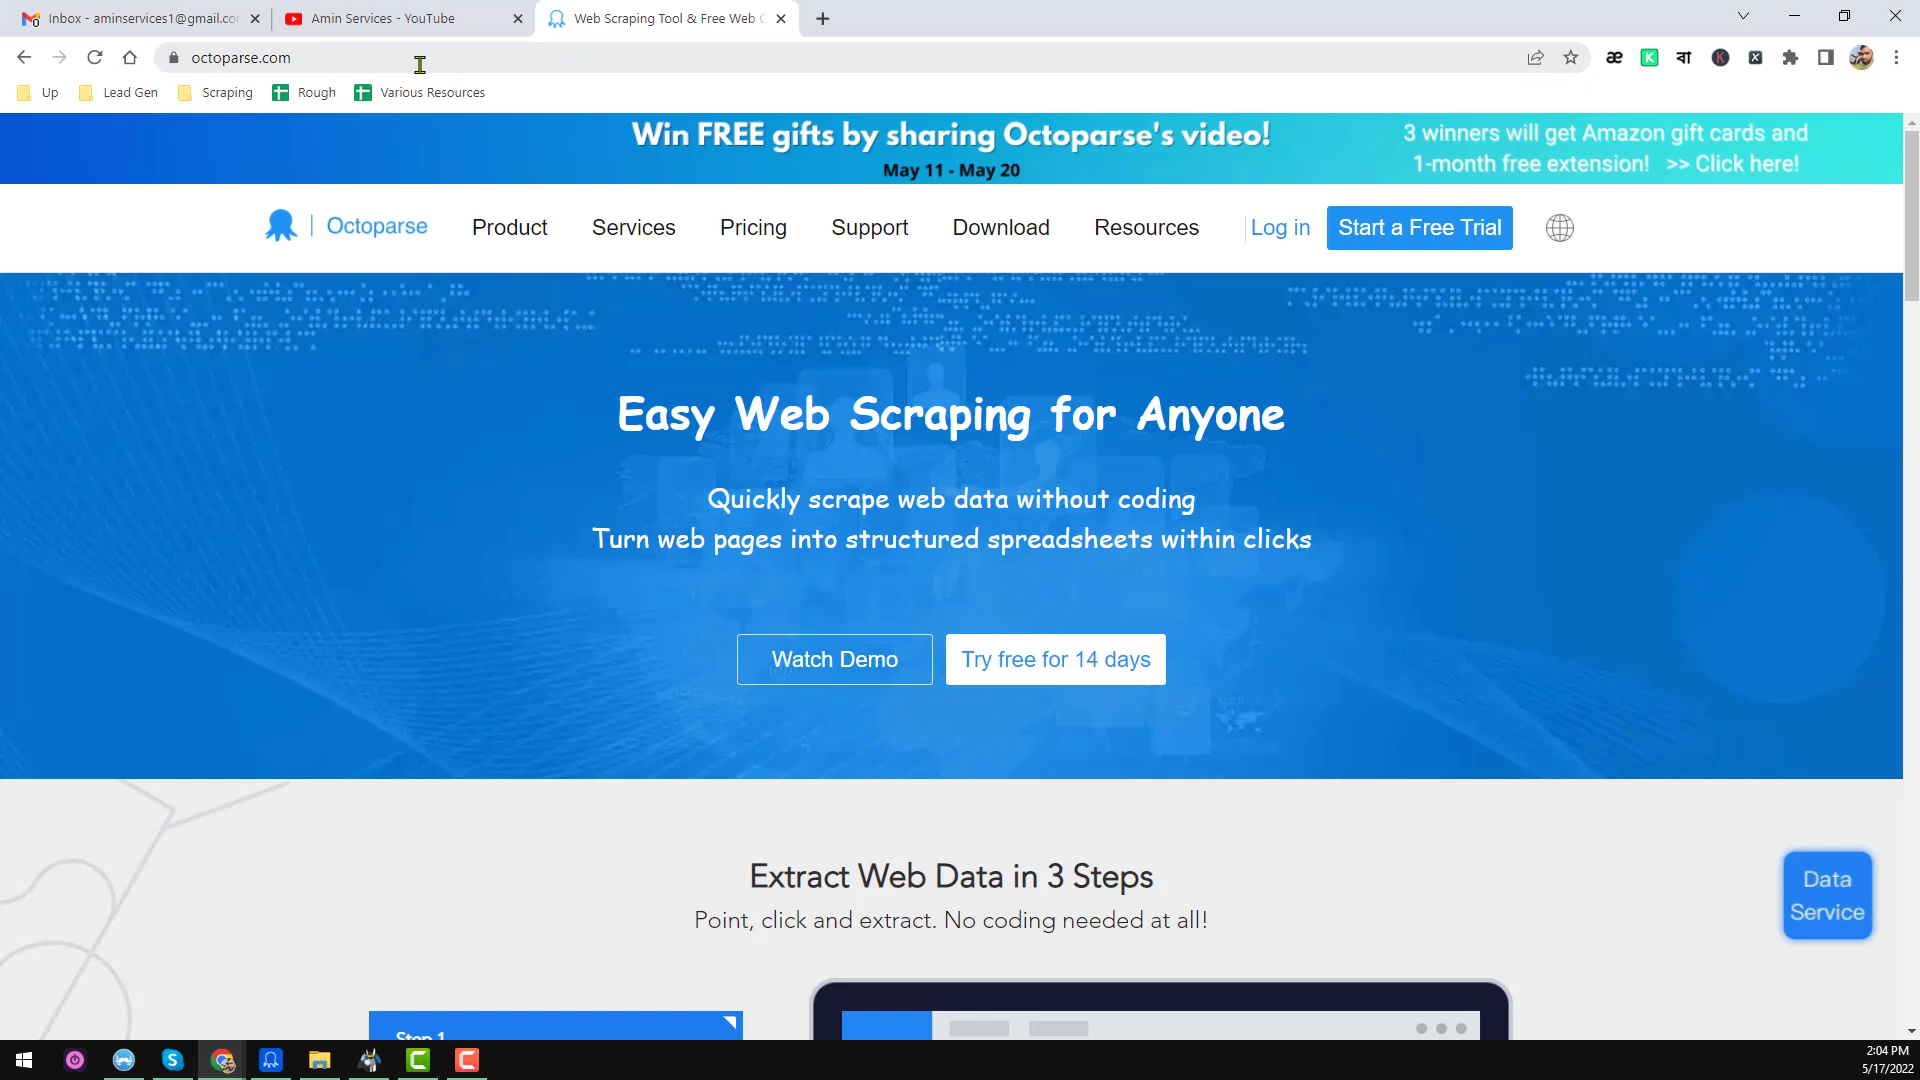 Inbox - aminservices1@gmail.co
Amin Services - YouTube
Web Scraping Tool & Free Web C
octoparse.com
Up
Lead Gen
Scraping
Rough
Various Resources
Win FREE gifts by sharing Octoparse's video!
May 11 - May 20
3 winners will get Amazon gift cards and
1-month free extension! >> Click here!
Octoparse
Product
Services
Pricing
Support
Download
Resources
Log in
Start a Free Trial
Easy Web Scraping for Anyone
Quickly scrape web data without coding
Turn web pages into structured spreadsheets within clicks
Watch Demo
Try free for 14 days
Extract Web Data in 3 Steps
Point, click and extract. No coding needed at all!
Data
Service
Step 1
2:04 PM
5/17/2022